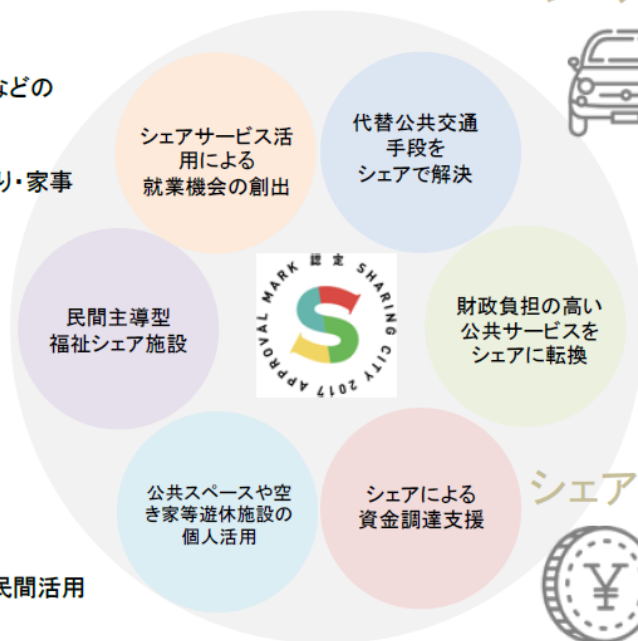 などの
り・家事
シェアサービス活
用による
就業機会の創出
代替公共交通
手段を
シェアで解決
民間主導型
福祉シェア施設
認定 SHARING CITY 2017 APPROVAL MARK
財政負担の高い
公共サービスを
シェアに転換
公共スペースや空
き家等遊休施設の
個人活用
シェアによる
資金調達支援
シェア
民間活用